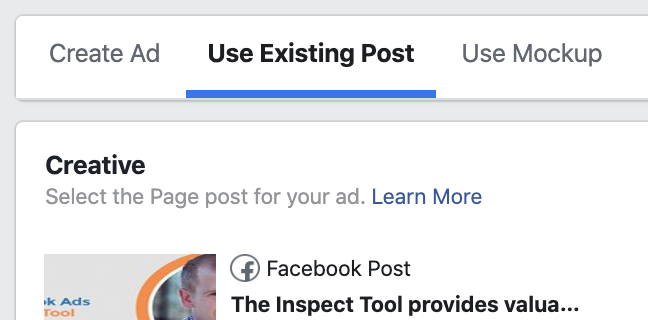 Create Ad Use Existing Post Use Mockup
Creative
Select the Page post for your ad. Learn More
Facebook Post
The Inspect Tool provides valua...
k Ads
Tool